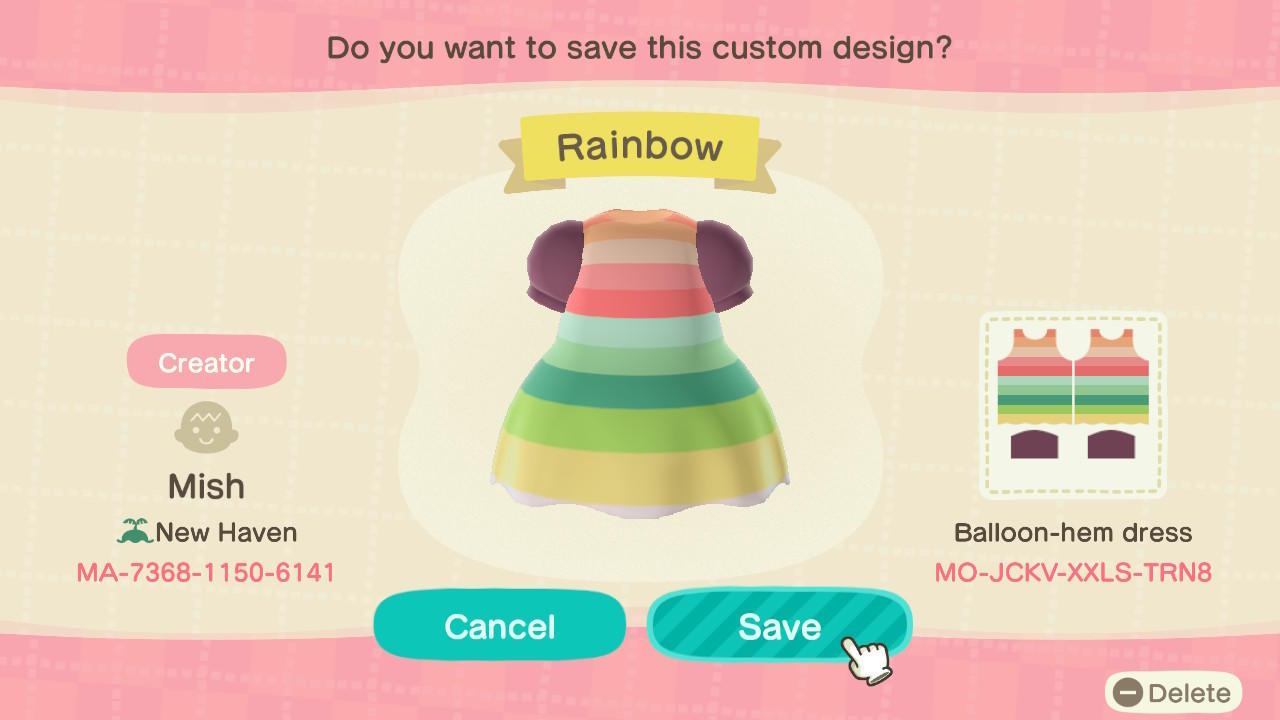 Do you want to save this custom design?
Rainbow
Creator
Mish
New Haven
MA-7368-1150-6141
Balloon-hem dress
MO-JCKV-XXLS-TRN8
Cancel
Save
Delete